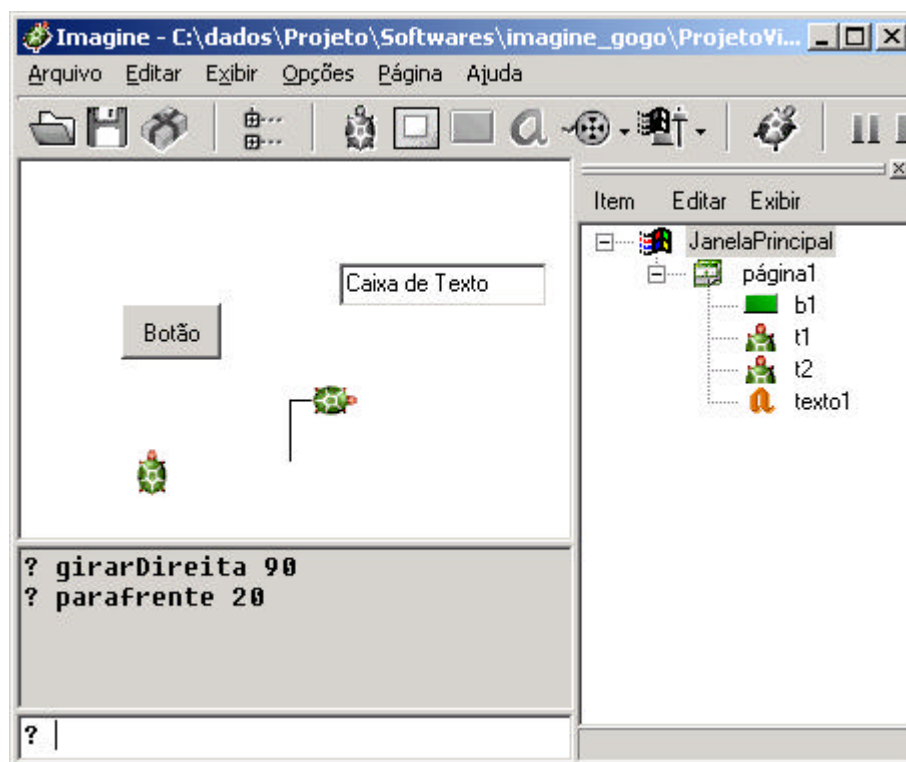 Imagine - C:\dados\Projeto\Softwares\imagine_gogo\ProjetoVi...
Arquivo Editar Exibir Opções Página Ajuda
Item Editar Exibir
JanelaPrincipal
página1
b1
t1
t2
texto1
Caixa de Texto
Botão
? girarDireita 90
? parafrente 20
?